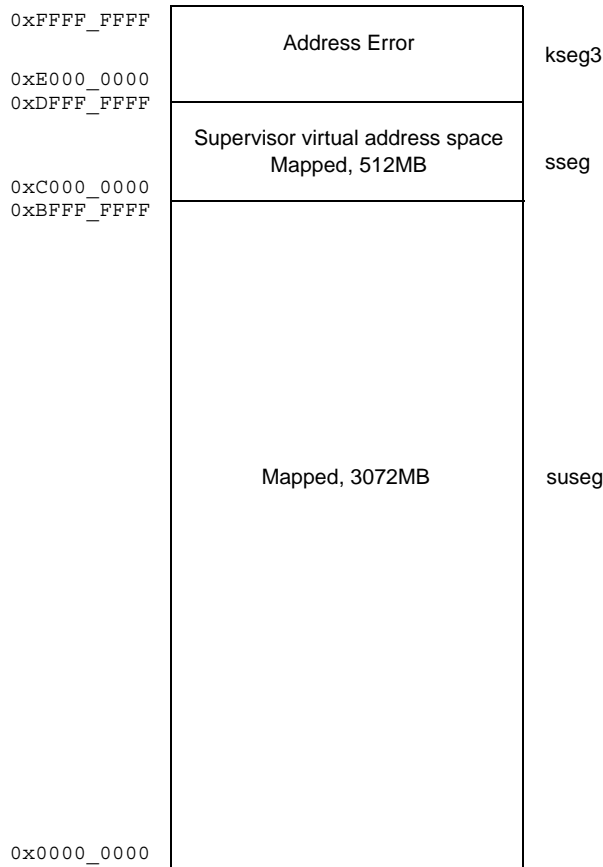 0xFFFF_FFFF
Address Error
kseg3
0xE000_0000
0xDFFF_FFFF
Supervisor virtual address space
Mapped, 512MB
sseg
0xC000_0000
0xBFFF_FFFF
Mapped, 3072MB
suseg
0x0000_0000